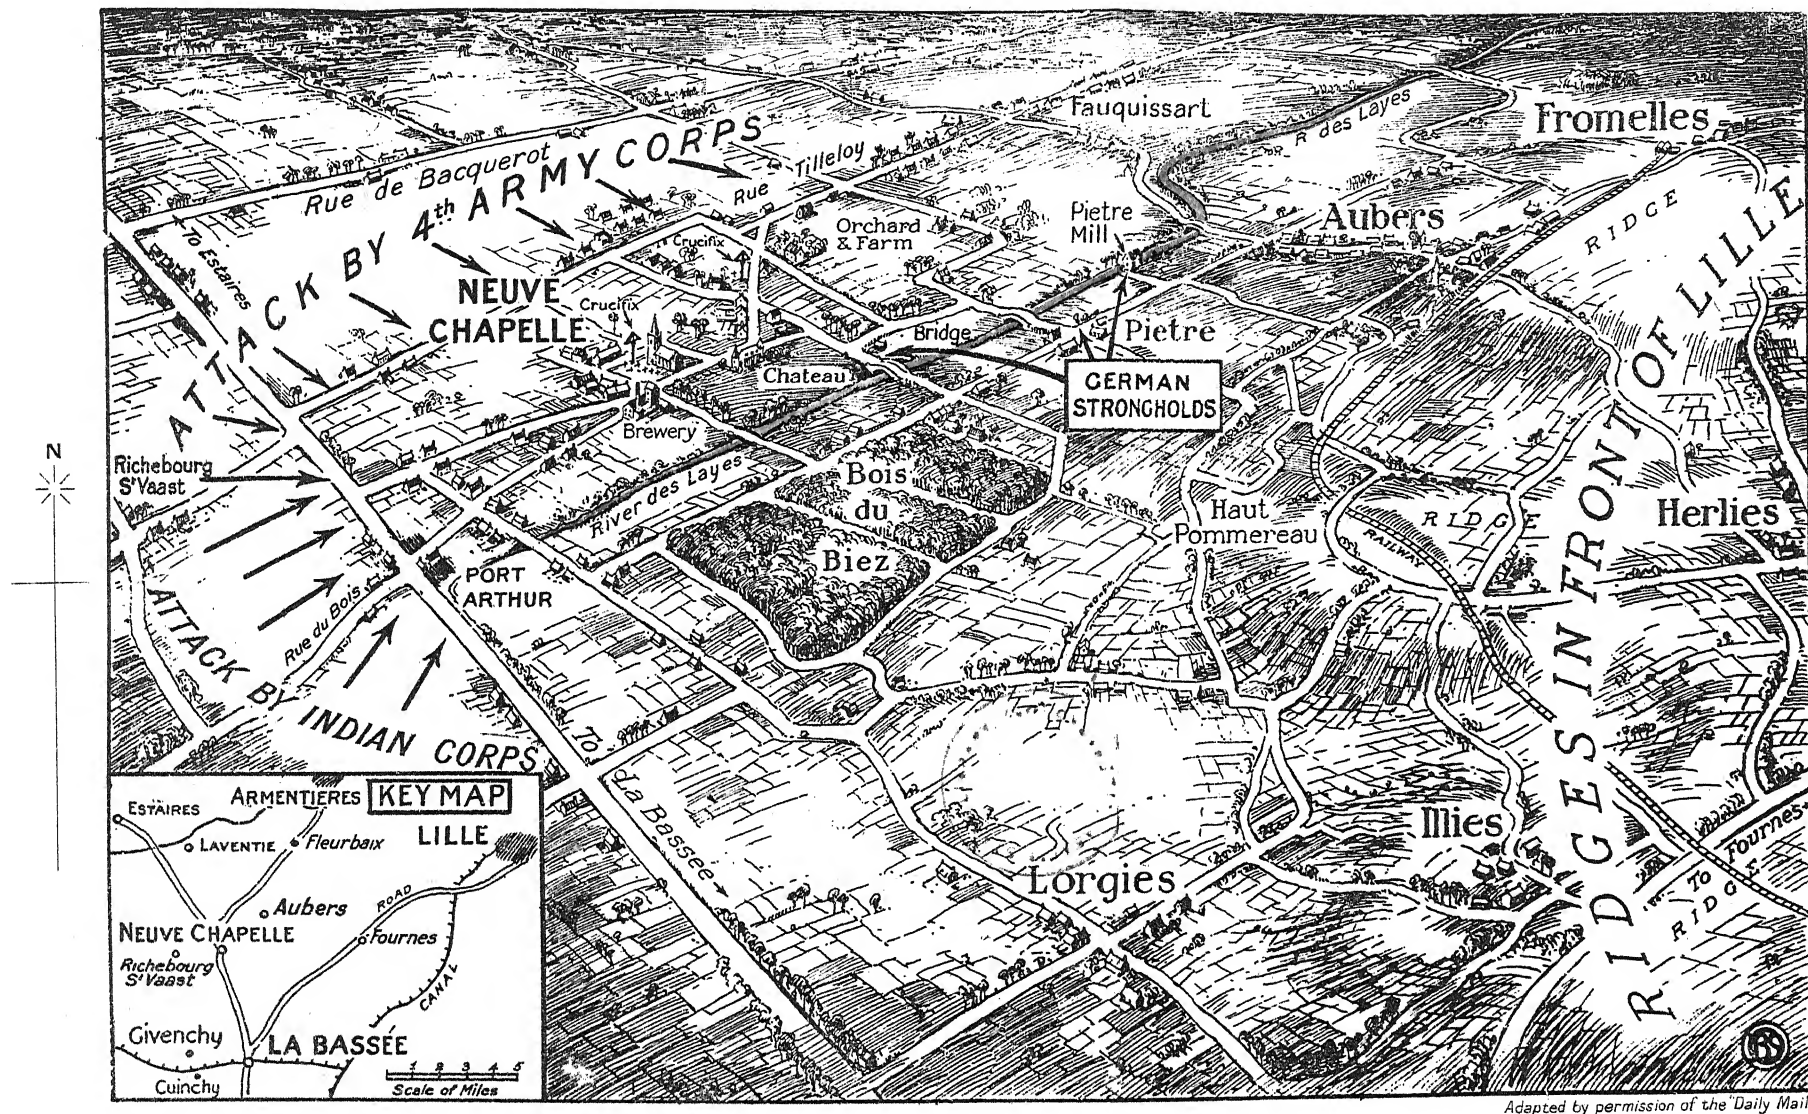 Fauquissart
R des Layes
Fromelles
ATTACK BY 4th ARMY CORPS
Rue de Bacquerot
Rue Tilleloy
To Estaires
Orchard
& Farm
Pietre
Mill
Aubers
RIDGE
Crucifix
NEUVE
CHAPELLE
Crucifix
Bridge
Pietre
Chateau
GERMAN
STRONGHOLDS
Brewery
Richebourg
St Vaast
River des Layes
Bois
du
Biez
Haut
Pommereau
RIDGE
RAILWAY
Herlies
RIDGES IN FRONT OF LILLE
N
PORT
ARTHUR
Rue du Bois
ATTACK BY INDIAN CORPS
To La Bassée
Lorgies
Illies
To Fournes
RIDGE
KEY MAP
ESTAIRES
ARMENTIERES
LILLE
LAVENTIE
Fleurbaix
Aubers
ROAD
NEUVE CHAPELLE
Fournes
Richebourg
St Vaast
CANAL
Givenchy
LA BASSÉE
Cuinchy
1 2 3 4 5
Scale of Miles
Adapted by permission of the "Daily Mail